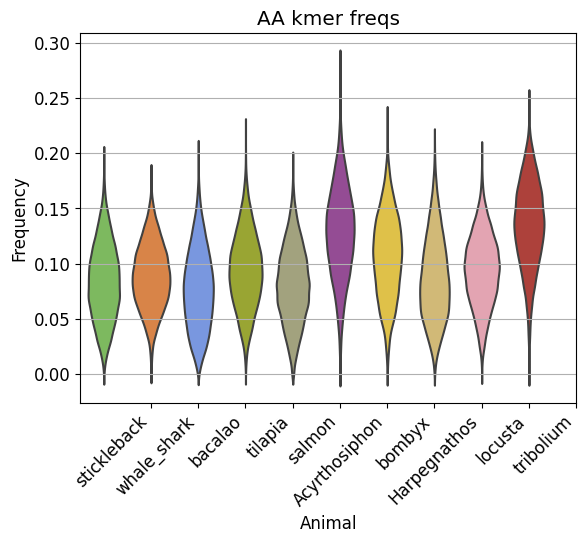 AA kmer freqs
0.30
0.25
0.20
0.15
0.10
0.05
0.00
Frequency
stickleback
whale_shark
bacalao
tilapia
salmon
Acyrthosiphon
bombyx
Harpegnathos
locusta
tribolium
Animal